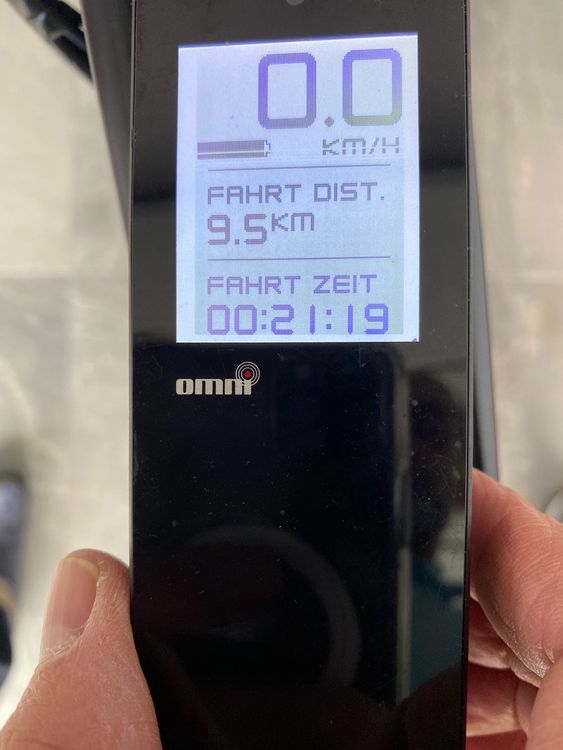 0.0
KM/H
FAHRT DIST.
9.5KM
FAHRT ZEIT
00:21:19
omni